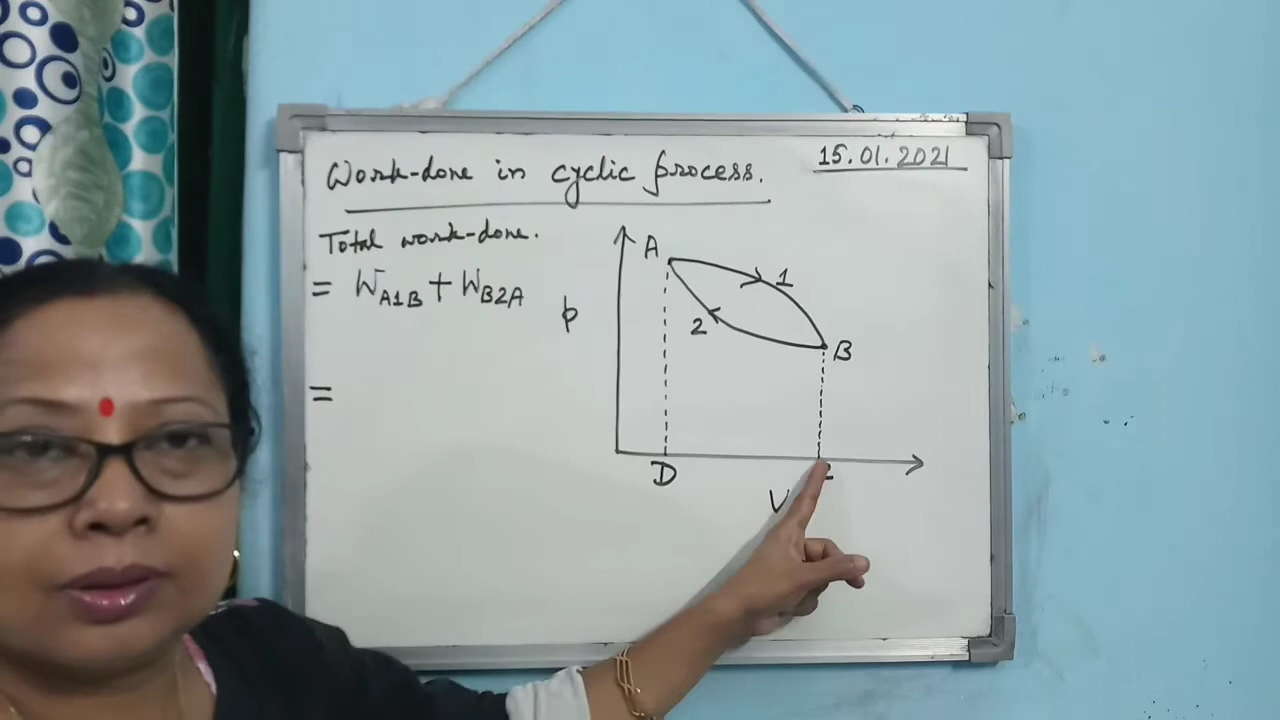 Work-done in cyclic process.
15.01.2021
Total work-done.
= W_A1B + W_B2A
=
A
1
2
B
p
D
V